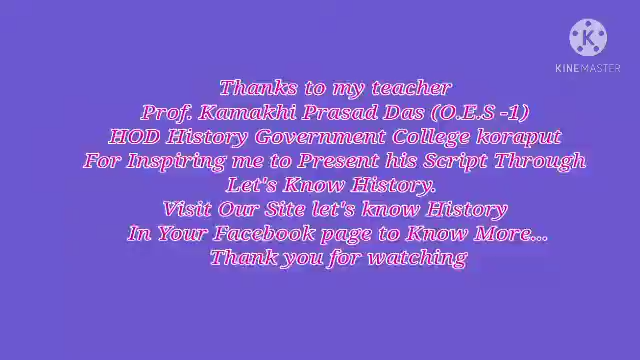 KINEMASTER
Thanks to my teacher
Prof. Kamakhi Prasad Das (O.E.S -1)
HOD History Government College koraput
For Inspiring me to Present his Script Through
Let's Know History.
Visit Our Site let's know History
In Your Facebook page to Know More...
Thank you for watching